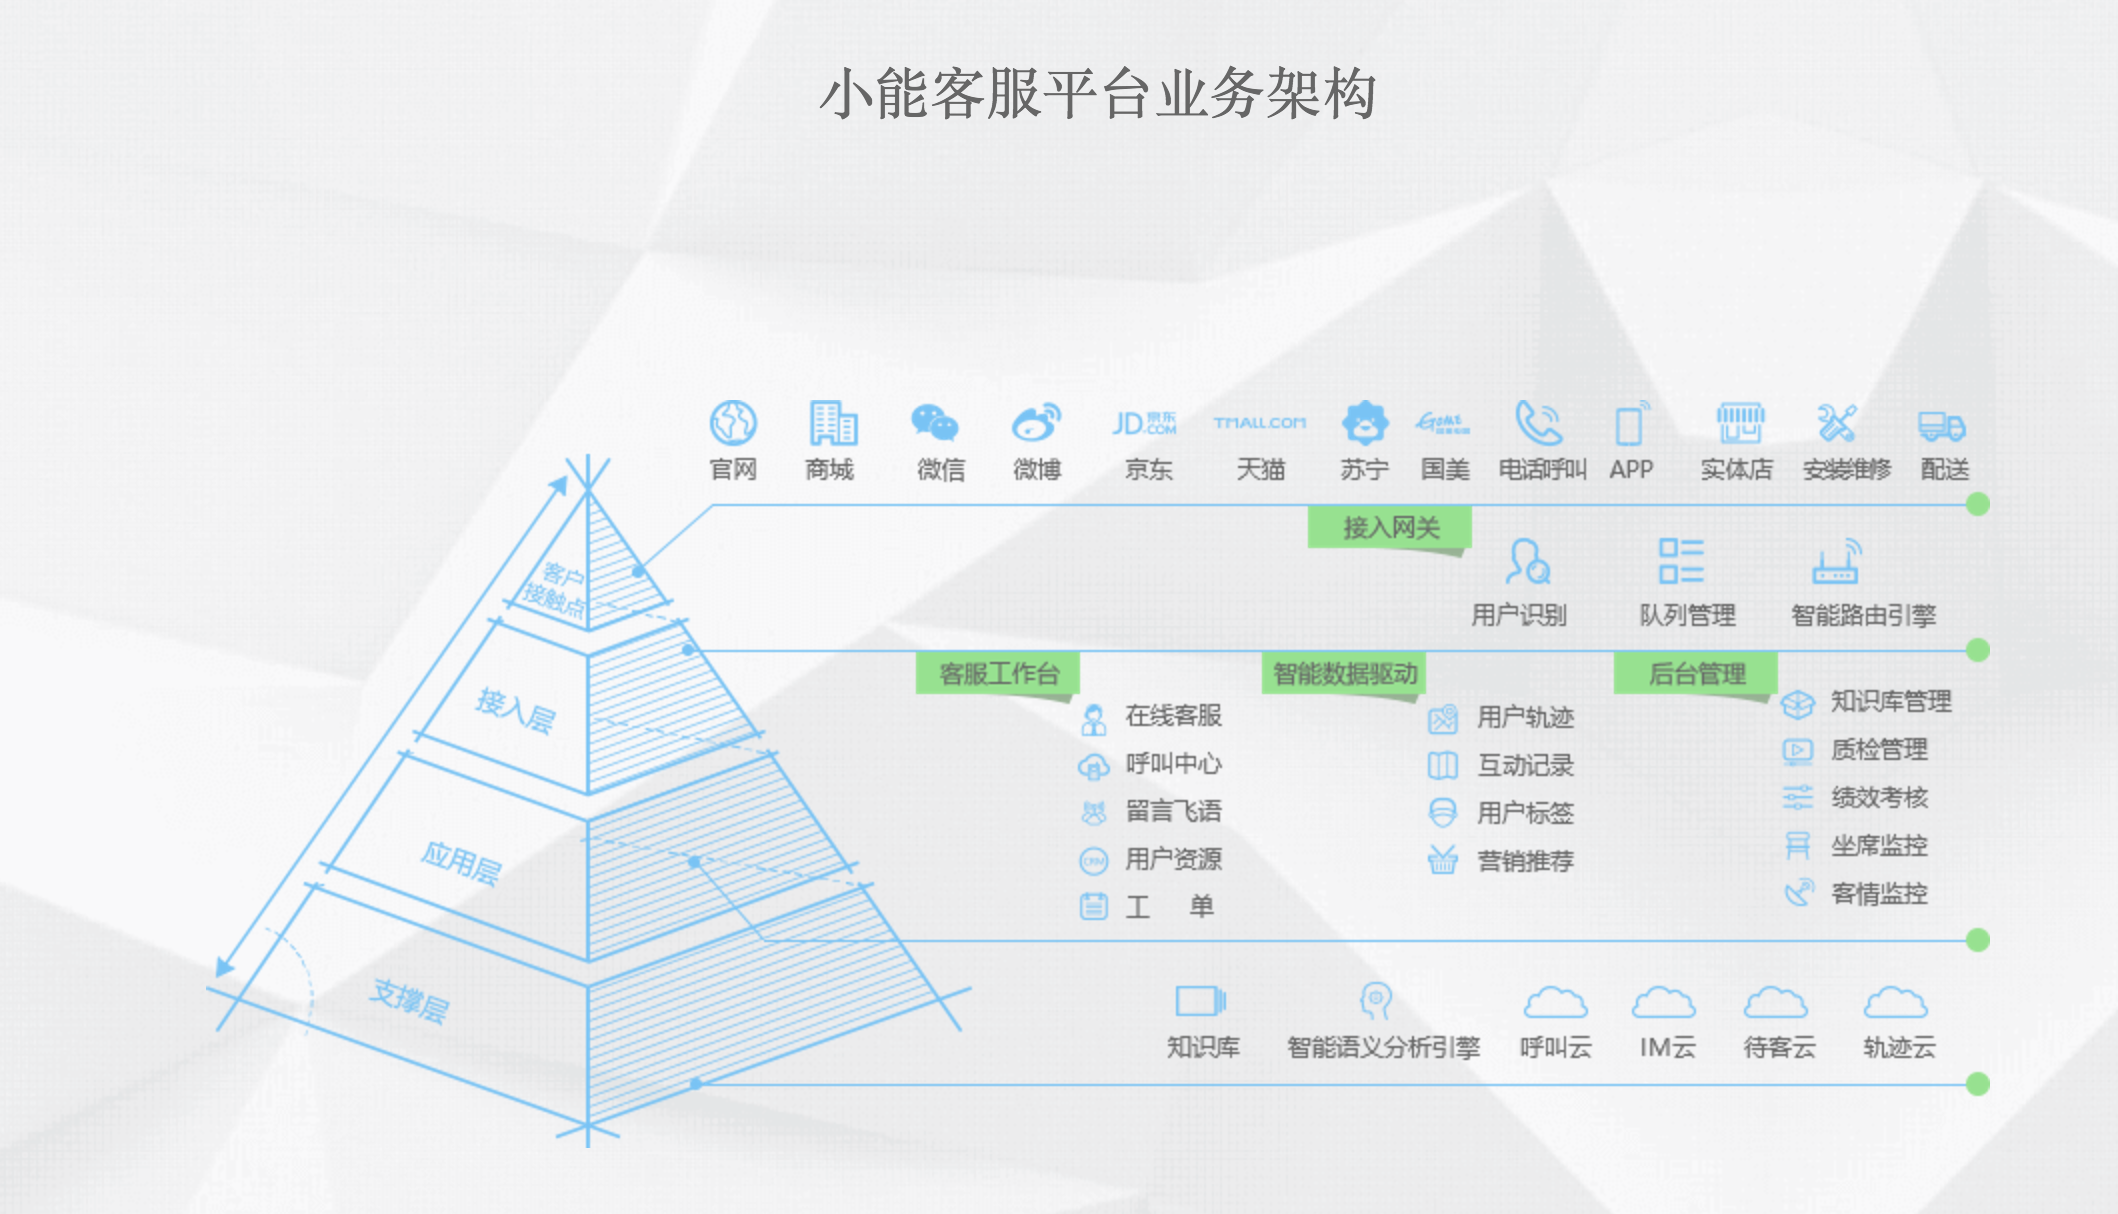 小能客服平台业务架构
JD.COM 京东
TMALL.COM
Gome
官网 商城 微信 微博 京东 天猫 苏宁 国美 电话呼叫 APP 实体店 安装维修 配送
接入网关
用户识别 队列管理 智能路由引擎
客户
接触点
接入层
应用层
支撑层
客服工作台
在线客服
呼叫中心
留言飞语
CRM 用户资源
工 单
智能数据驱动
用户轨迹
互动记录
用户标签
营销推荐
后台管理
知识库管理
质检管理
绩效考核
坐席监控
客情监控
知识库 智能语义分析引擎 呼叫云 IM云 待客云 轨迹云